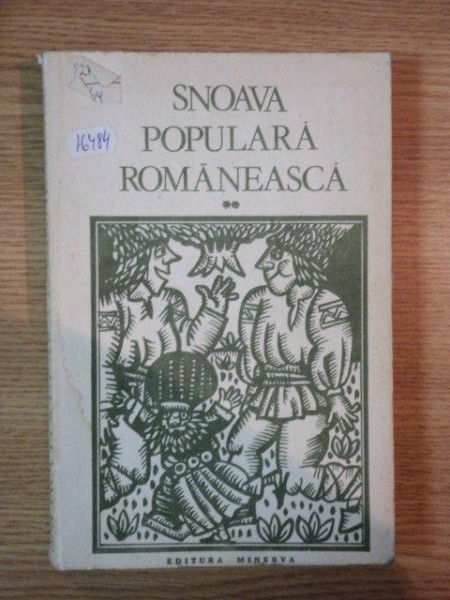 16484
SNOAVA
POPULARĂ
ROMÂNEASCĂ
**
EDITURA MINERVA